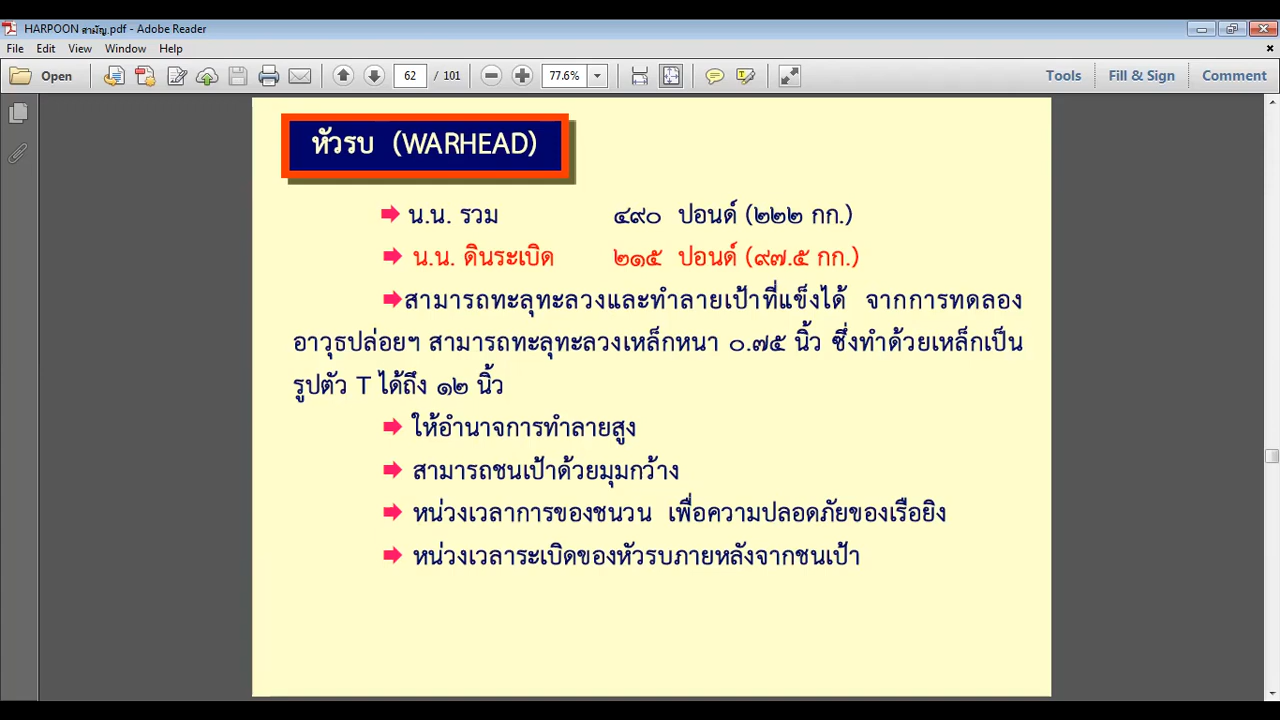 HARPOON สามัญ.pdf - Adobe Reader
File Edit View Window Help
Open 62 / 101 77.6% Tools Fill & Sign Comment
หัวรบ (WARHEAD)
น.น. รวม ๔๙๐ ปอนด์ (๒๒๒ กก.)
น.น. ดินระเบิด ๒๑๕ ปอนด์ (๙๗.๕ กก.)
สามารถทะลุทะลวงและทำลายเป้าที่แข็งได้ จากการทดลอง
อาวุธปล่อยฯ สามารถทะลุทะลวงเหล็กหนา ๐.๗๕ นิ้ว ซึ่งทำด้วยเหล็กเป็น
รูปตัว T ได้ถึง ๑๒ นิ้ว
ให้อำนาจการทำลายสูง
สามารถชนเป้าด้วยมุมกว้าง
หน่วงเวลาการของชนวน เพื่อความปลอดภัยของเรือยิง
หน่วงเวลาระเบิดของหัวรบภายหลังจากชนเป้า